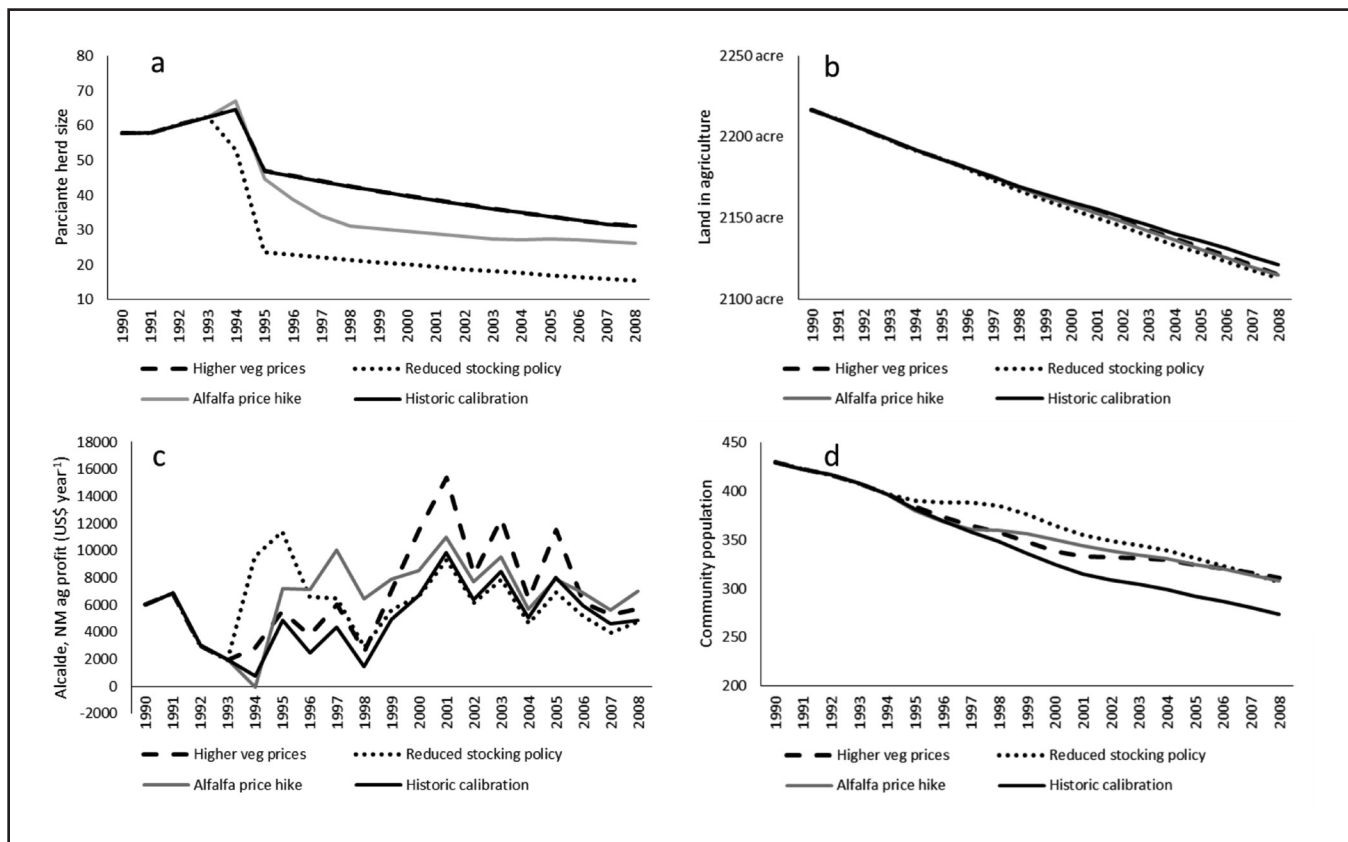 a
Parciante herd size
80
70
60
50
40
30
20
10
1990 1991 1992 1993 1994 1995 1996 1997 1998 1999 2000 2001 2002 2003 2004 2005 2006 2007 2008
Higher veg prices Reduced stocking policy
Alfalfa price hike Historic calibration
b
Land in agriculture
2250 acre
2200 acre
2150 acre
2100 acre
1990 1991 1992 1993 1994 1995 1996 1997 1998 1999 2000 2001 2002 2003 2004 2005 2006 2007 2008
Higher veg prices Reduced stocking policy
Alfalfa price hike Historic calibration
c
Alcalde, NM ag profit (US$ year⁻¹)
18000
16000
14000
12000
10000
8000
6000
4000
2000
0
-2000
1990 1991 1992 1993 1994 1995 1996 1997 1998 1999 2000 2001 2002 2003 2004 2005 2006 2007 2008
Higher veg prices Reduced stocking policy
Alfalfa price hike Historic calibration
d
Community population
450
400
350
300
250
200
1990 1991 1992 1993 1994 1995 1996 1997 1998 1999 2000 2001 2002 2003 2004 2005 2006 2007 2008
Higher veg prices Reduced stocking policy
Alfalfa price hike Historic calibration